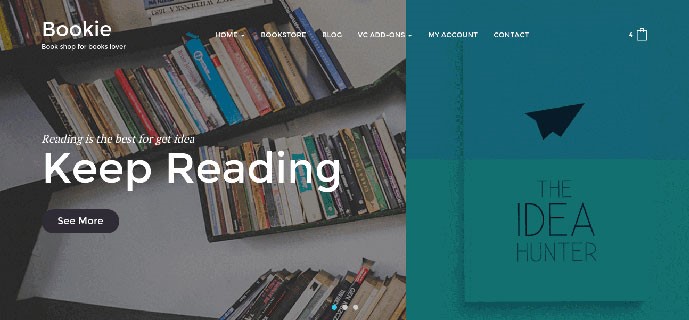 Bookie
Book shop for books lover
HOME
BOOKSTORE
BLOG
VC ADD-ONS
MY ACCOUNT
CONTACT
4
Reading is the best for get idea
Keep Reading
See More
THE
IDEA
HUNTER